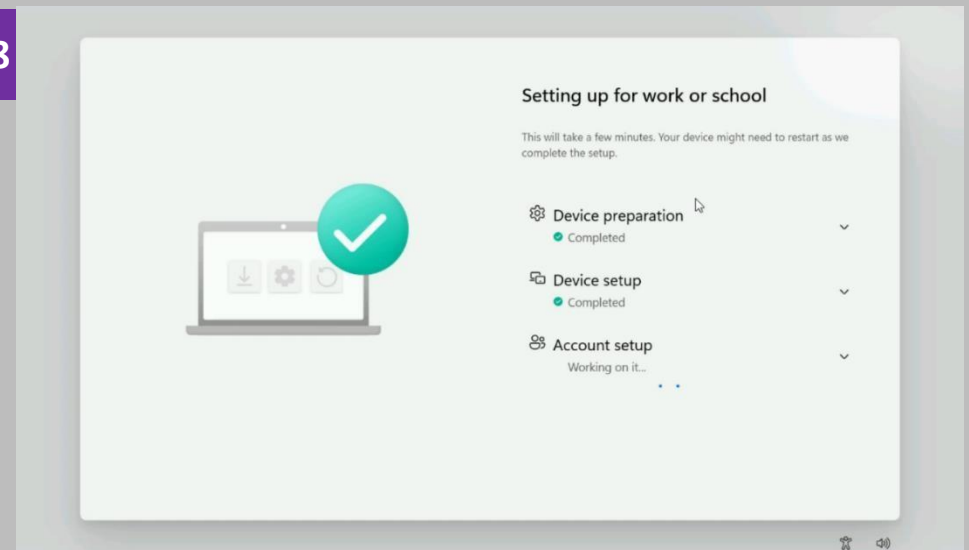 3
Setting up for work or school
This will take a few minutes. Your device might need to restart as we
complete the setup.
Device preparation
Completed
Device setup
Completed
Account setup
Working on it...